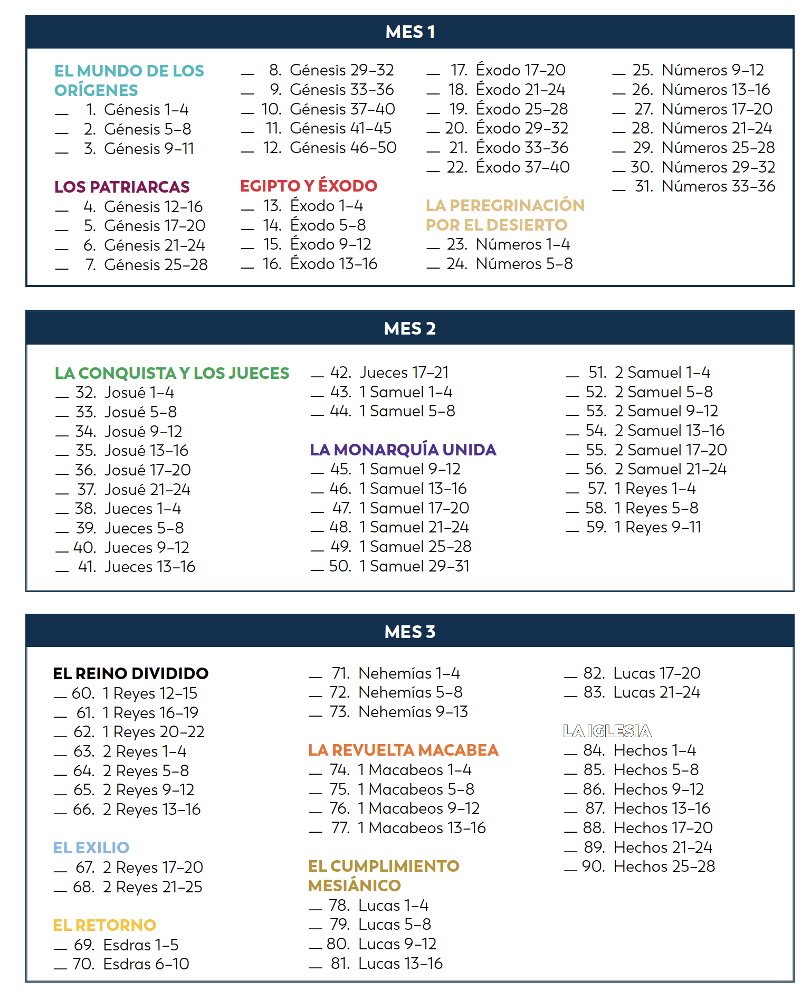 MES 1
EL MUNDO DE LOS
ORÍGENES
__ 1. Génesis 1–4
__ 2. Génesis 5–8
__ 3. Génesis 9–11
LOS PATRIARCAS
__ 4. Génesis 12–16
__ 5. Génesis 17–20
__ 6. Génesis 21–24
__ 7. Génesis 25–28
__ 8. Génesis 29–32
__ 9. Génesis 33–36
__ 10. Génesis 37–40
__ 11. Génesis 41–45
__ 12. Génesis 46–50
EGIPTO Y ÉXODO
__ 13. Éxodo 1–4
__ 14. Éxodo 5–8
__ 15. Éxodo 9–12
__ 16. Éxodo 13–16
__ 17. Éxodo 17–20
__ 18. Éxodo 21–24
__ 19. Éxodo 25–28
__ 20. Éxodo 29–32
__ 21. Éxodo 33–36
__ 22. Éxodo 37–40
LA PEREGRINACIÓN
POR EL DESIERTO
__ 23. Números 1–4
__ 24. Números 5–8
__ 25. Números 9–12
__ 26. Números 13–16
__ 27. Números 17–20
__ 28. Números 21–24
__ 29. Números 25–28
__ 30. Números 29–32
__ 31. Números 33–36
MES 2
LA CONQUISTA Y LOS JUECES
__ 32. Josué 1–4
__ 33. Josué 5–8
__ 34. Josué 9–12
__ 35. Josué 13–16
__ 36. Josué 17–20
__ 37. Josué 21–24
__ 38. Jueces 1–4
__ 39. Jueces 5–8
__ 40. Jueces 9–12
__ 41. Jueces 13–16
__ 42. Jueces 17–21
__ 43. 1 Samuel 1–4
__ 44. 1 Samuel 5–8
LA MONARQUÍA UNIDA
__ 45. 1 Samuel 9–12
__ 46. 1 Samuel 13–16
__ 47. 1 Samuel 17–20
__ 48. 1 Samuel 21–24
__ 49. 1 Samuel 25–28
__ 50. 1 Samuel 29–31
__ 51. 2 Samuel 1–4
__ 52. 2 Samuel 5–8
__ 53. 2 Samuel 9–12
__ 54. 2 Samuel 13–16
__ 55. 2 Samuel 17–20
__ 56. 2 Samuel 21–24
__ 57. 1 Reyes 1–4
__ 58. 1 Reyes 5–8
__ 59. 1 Reyes 9–11
MES 3
EL REINO DIVIDIDO
__ 60. 1 Reyes 12–15
__ 61. 1 Reyes 16–19
__ 62. 1 Reyes 20–22
__ 63. 2 Reyes 1–4
__ 64. 2 Reyes 5–8
__ 65. 2 Reyes 9–12
__ 66. 2 Reyes 13–16
EL EXILIO
__ 67. 2 Reyes 17–20
__ 68. 2 Reyes 21–25
EL RETORNO
__ 69. Esdras 1–5
__ 70. Esdras 6–10
__ 71. Nehemías 1–4
__ 72. Nehemías 5–8
__ 73. Nehemías 9–13
LA REVUELTA MACABEA
__ 74. 1 Macabeos 1–4
__ 75. 1 Macabeos 5–8
__ 76. 1 Macabeos 9–12
__ 77. 1 Macabeos 13–16
EL CUMPLIMIENTO
MESIÁNICO
__ 78. Lucas 1–4
__ 79. Lucas 5–8
__ 80. Lucas 9–12
__ 81. Lucas 13–16
__ 82. Lucas 17–20
__ 83. Lucas 21–24
LA IGLESIA
__ 84. Hechos 1–4
__ 85. Hechos 5–8
__ 86. Hechos 9–12
__ 87. Hechos 13–16
__ 88. Hechos 17–20
__ 89. Hechos 21–24
__ 90. Hechos 25–28